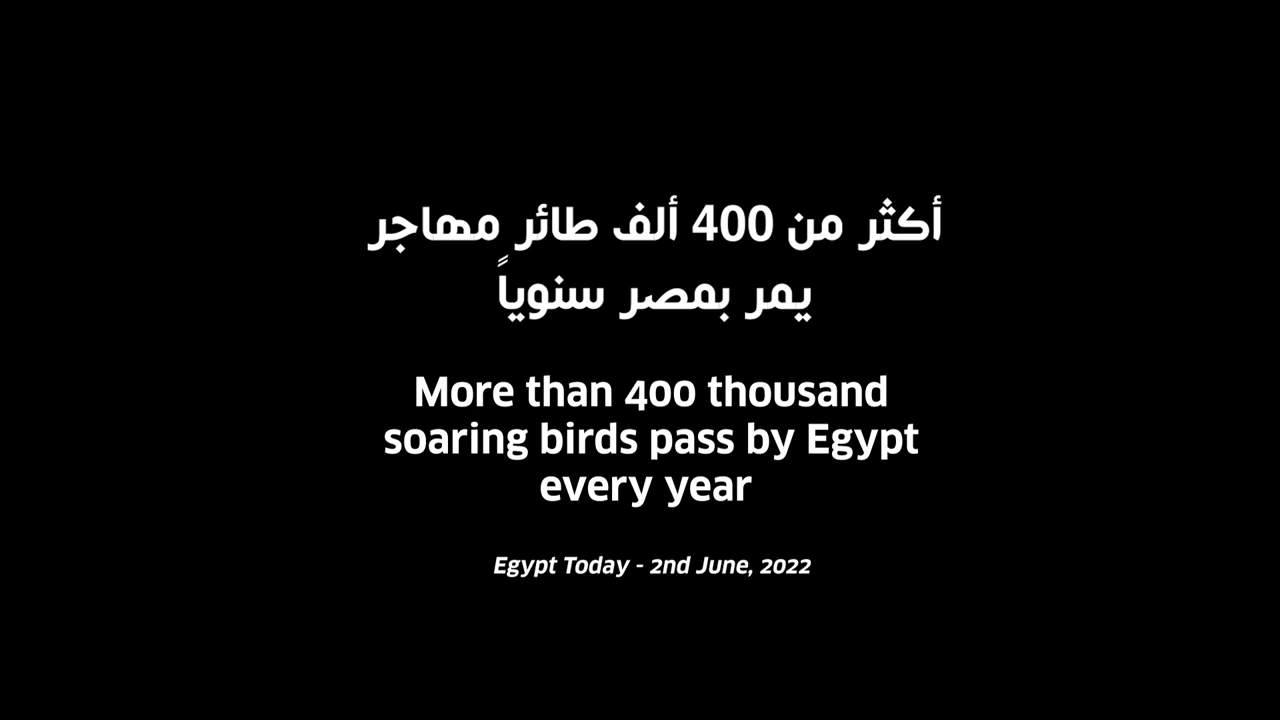 أكثر من 400 ألف طائر مهاجر
يمر بمصر سنوياً
More than 400 thousand
soaring birds pass by Egypt
every year
Egypt Today - 2nd June, 2022